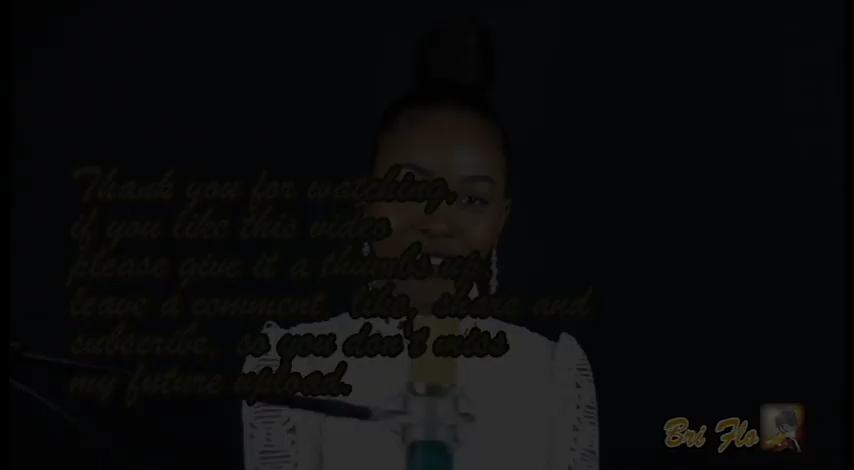 Thank you for watching,
if you like this video
please give it a thumbs up,
leave a comment, like, share and
subscribe, so you don't miss
my future upload.
Bri Flo